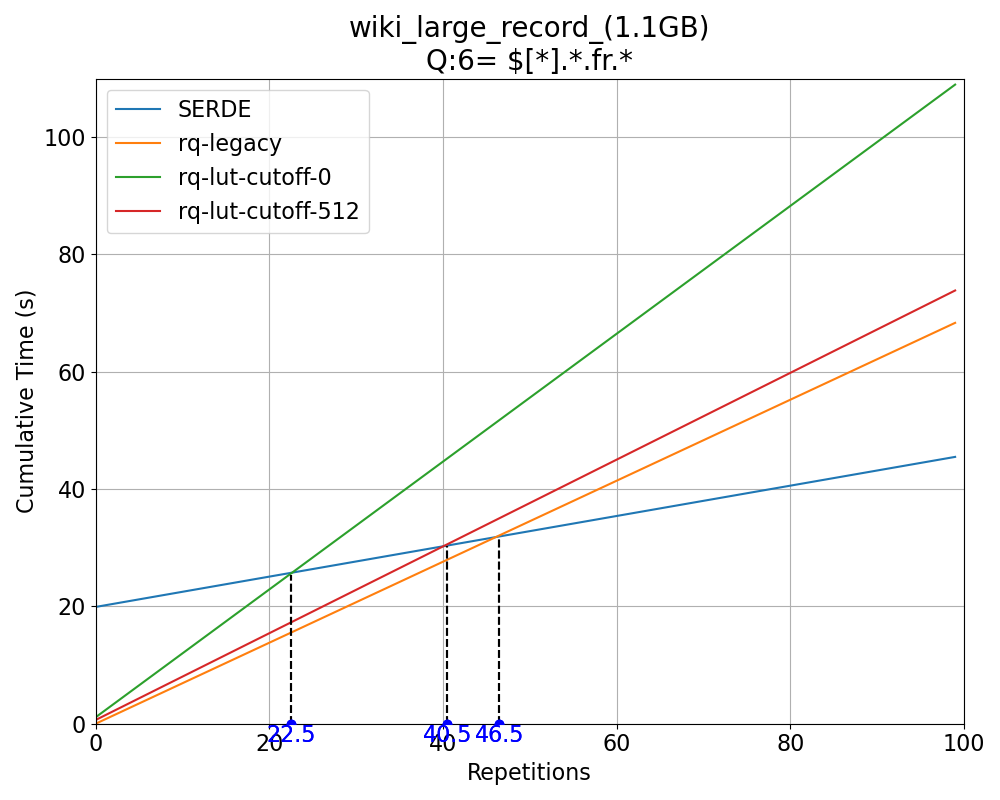 wiki_large_record_(1.1GB)
Q:6= $[*].*.fr.*
SERDE
rq-legacy
rq-lut-cutoff-0
rq-lut-cutoff-512
Cumulative Time (s)
100
80
60
40
20
0
0 20 40 60 80 100
22.5 40.5 46.5
Repetitions